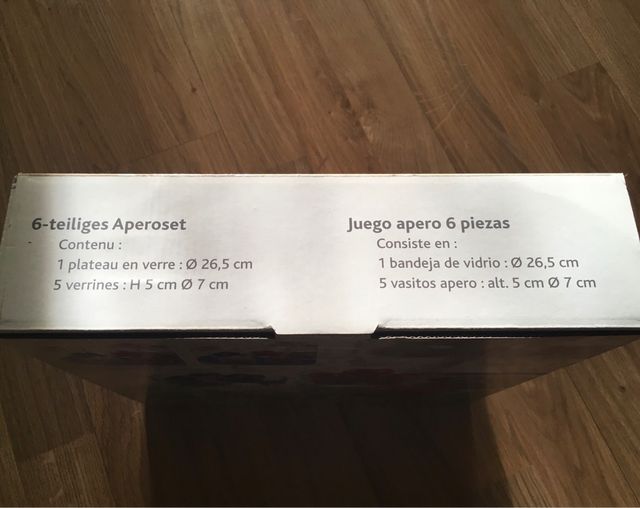 6-teiliges Aperoset
Contenu :
1 plateau en verre : Ø 26,5 cm
5 verrines : H 5 cm Ø 7 cm
Juego apero 6 piezas
Consiste en :
1 bandeja de vidrio : Ø 26,5 cm
5 vasitos apero : alt. 5 cm Ø 7 cm